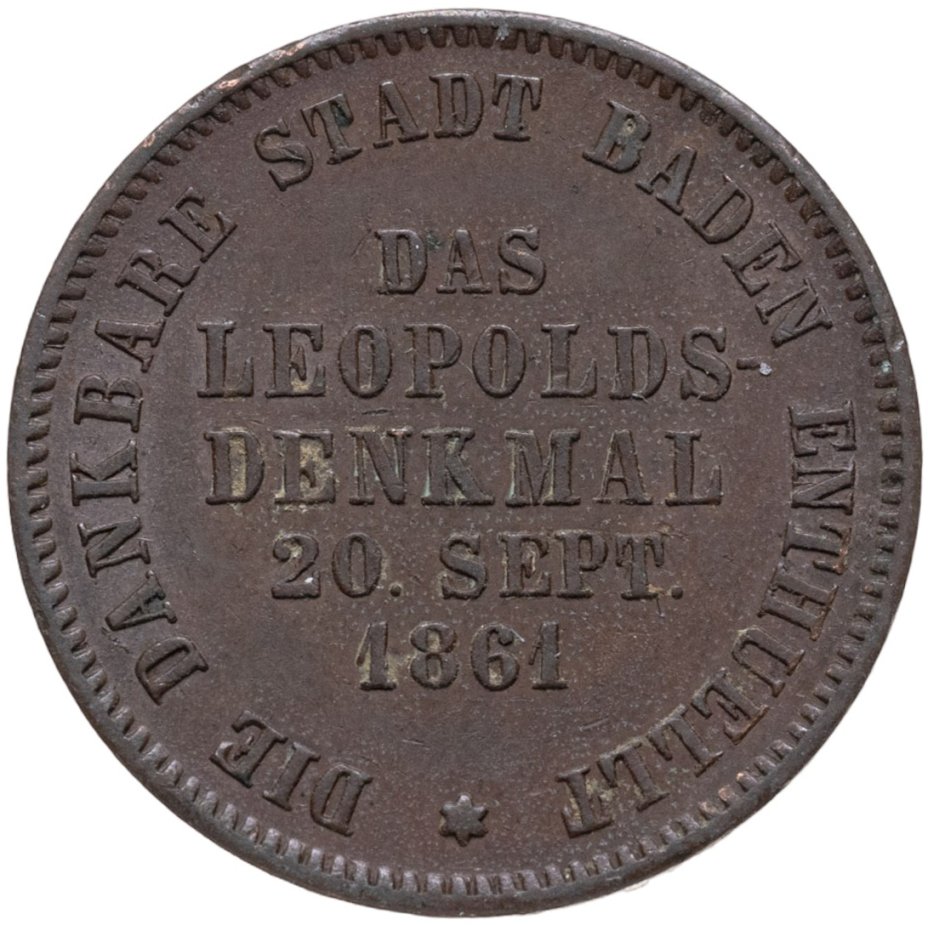 DIE DANKBARE STADT BADEN ENTHUELLT
DAS
LEOPOLDS-
DENKMAL
20. SEPT.
1861